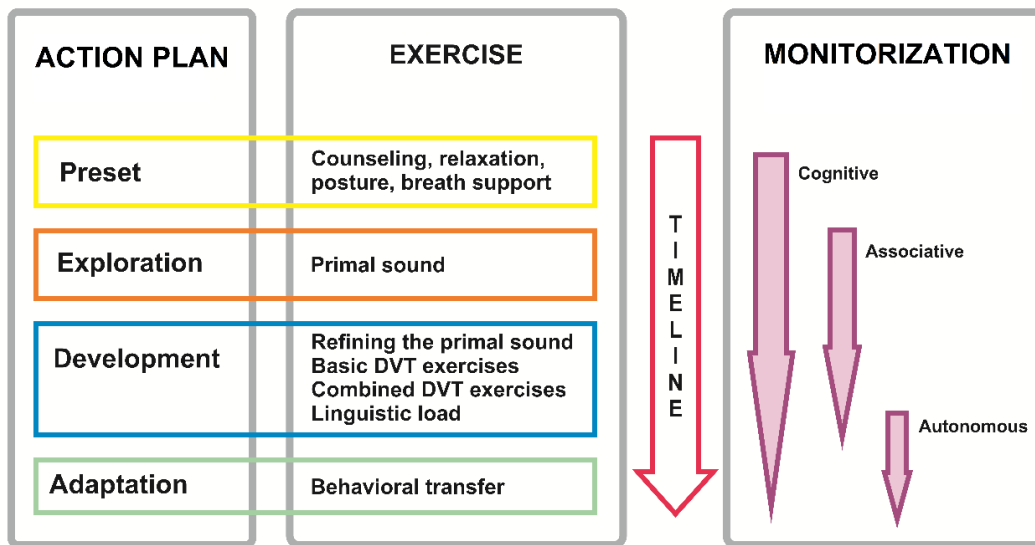 ACTION PLAN
EXERCISE
MONITORIZATION
Preset
Counseling, relaxation,
posture, breath support
Exploration
Primal sound
Development
Refining the primal sound
Basic DVT exercises
Combined DVT exercises
Linguistic load
Adaptation
Behavioral transfer
TIMELINE
Cognitive
Associative
Autonomous